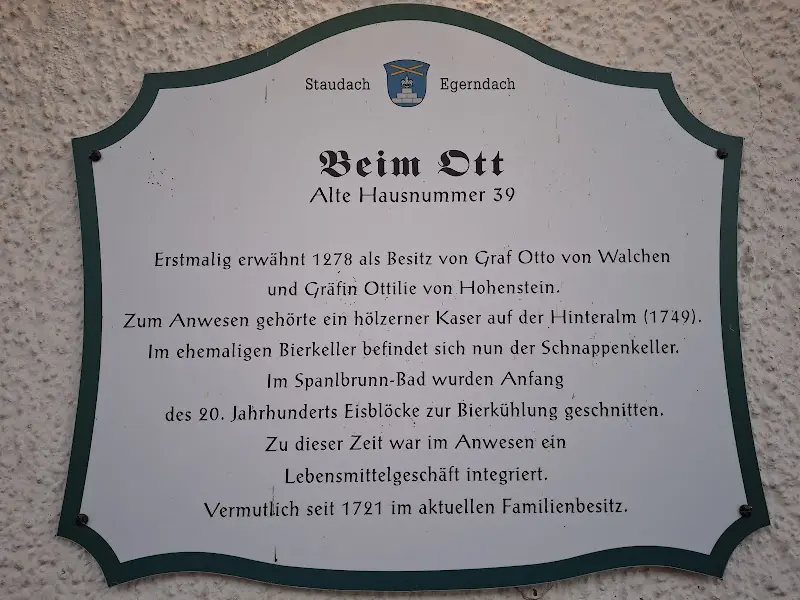 Staudach Egerndach
Beim Ott
Alte Hausnummer 39
Erstmalig erwähnt 1278 als Besitz von Graf Otto von Walchen
und Gräfin Ottilie von Hohenstein.
Zum Anwesen gehörte ein hölzerner Kaser auf der Hinteralm (1749).
Im ehemaligen Bierkeller befindet sich nun der Schnappenkeller.
Im Spanlbrunn-Bad wurden Anfang
des 20. Jahrhunderts Eisblöcke zur Bierkühlung geschnitten.
Zu dieser Zeit war im Anwesen ein
Lebensmittelgeschäft integriert.
Vermutlich seit 1721 im aktuellen Familienbesitz.